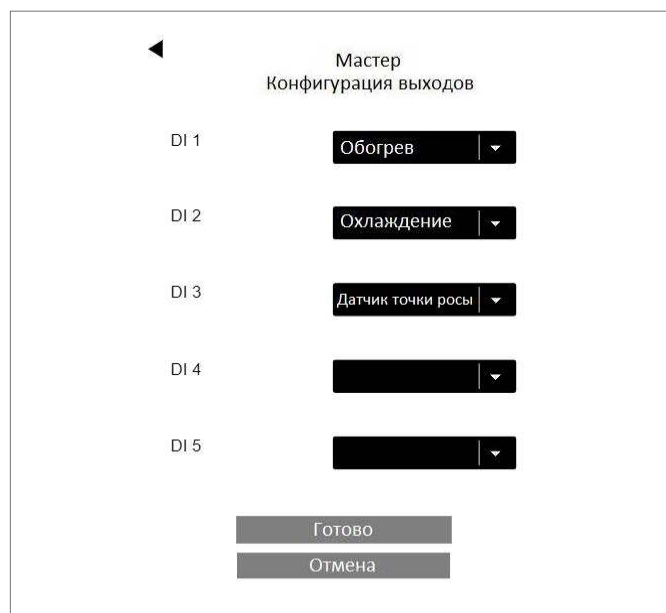 Мастер
Конфигурация выходов
DI 1
Обогрев
DI 2
Охлаждение
DI 3
Датчик точки росы
DI 4
DI 5
Готово
Отмена